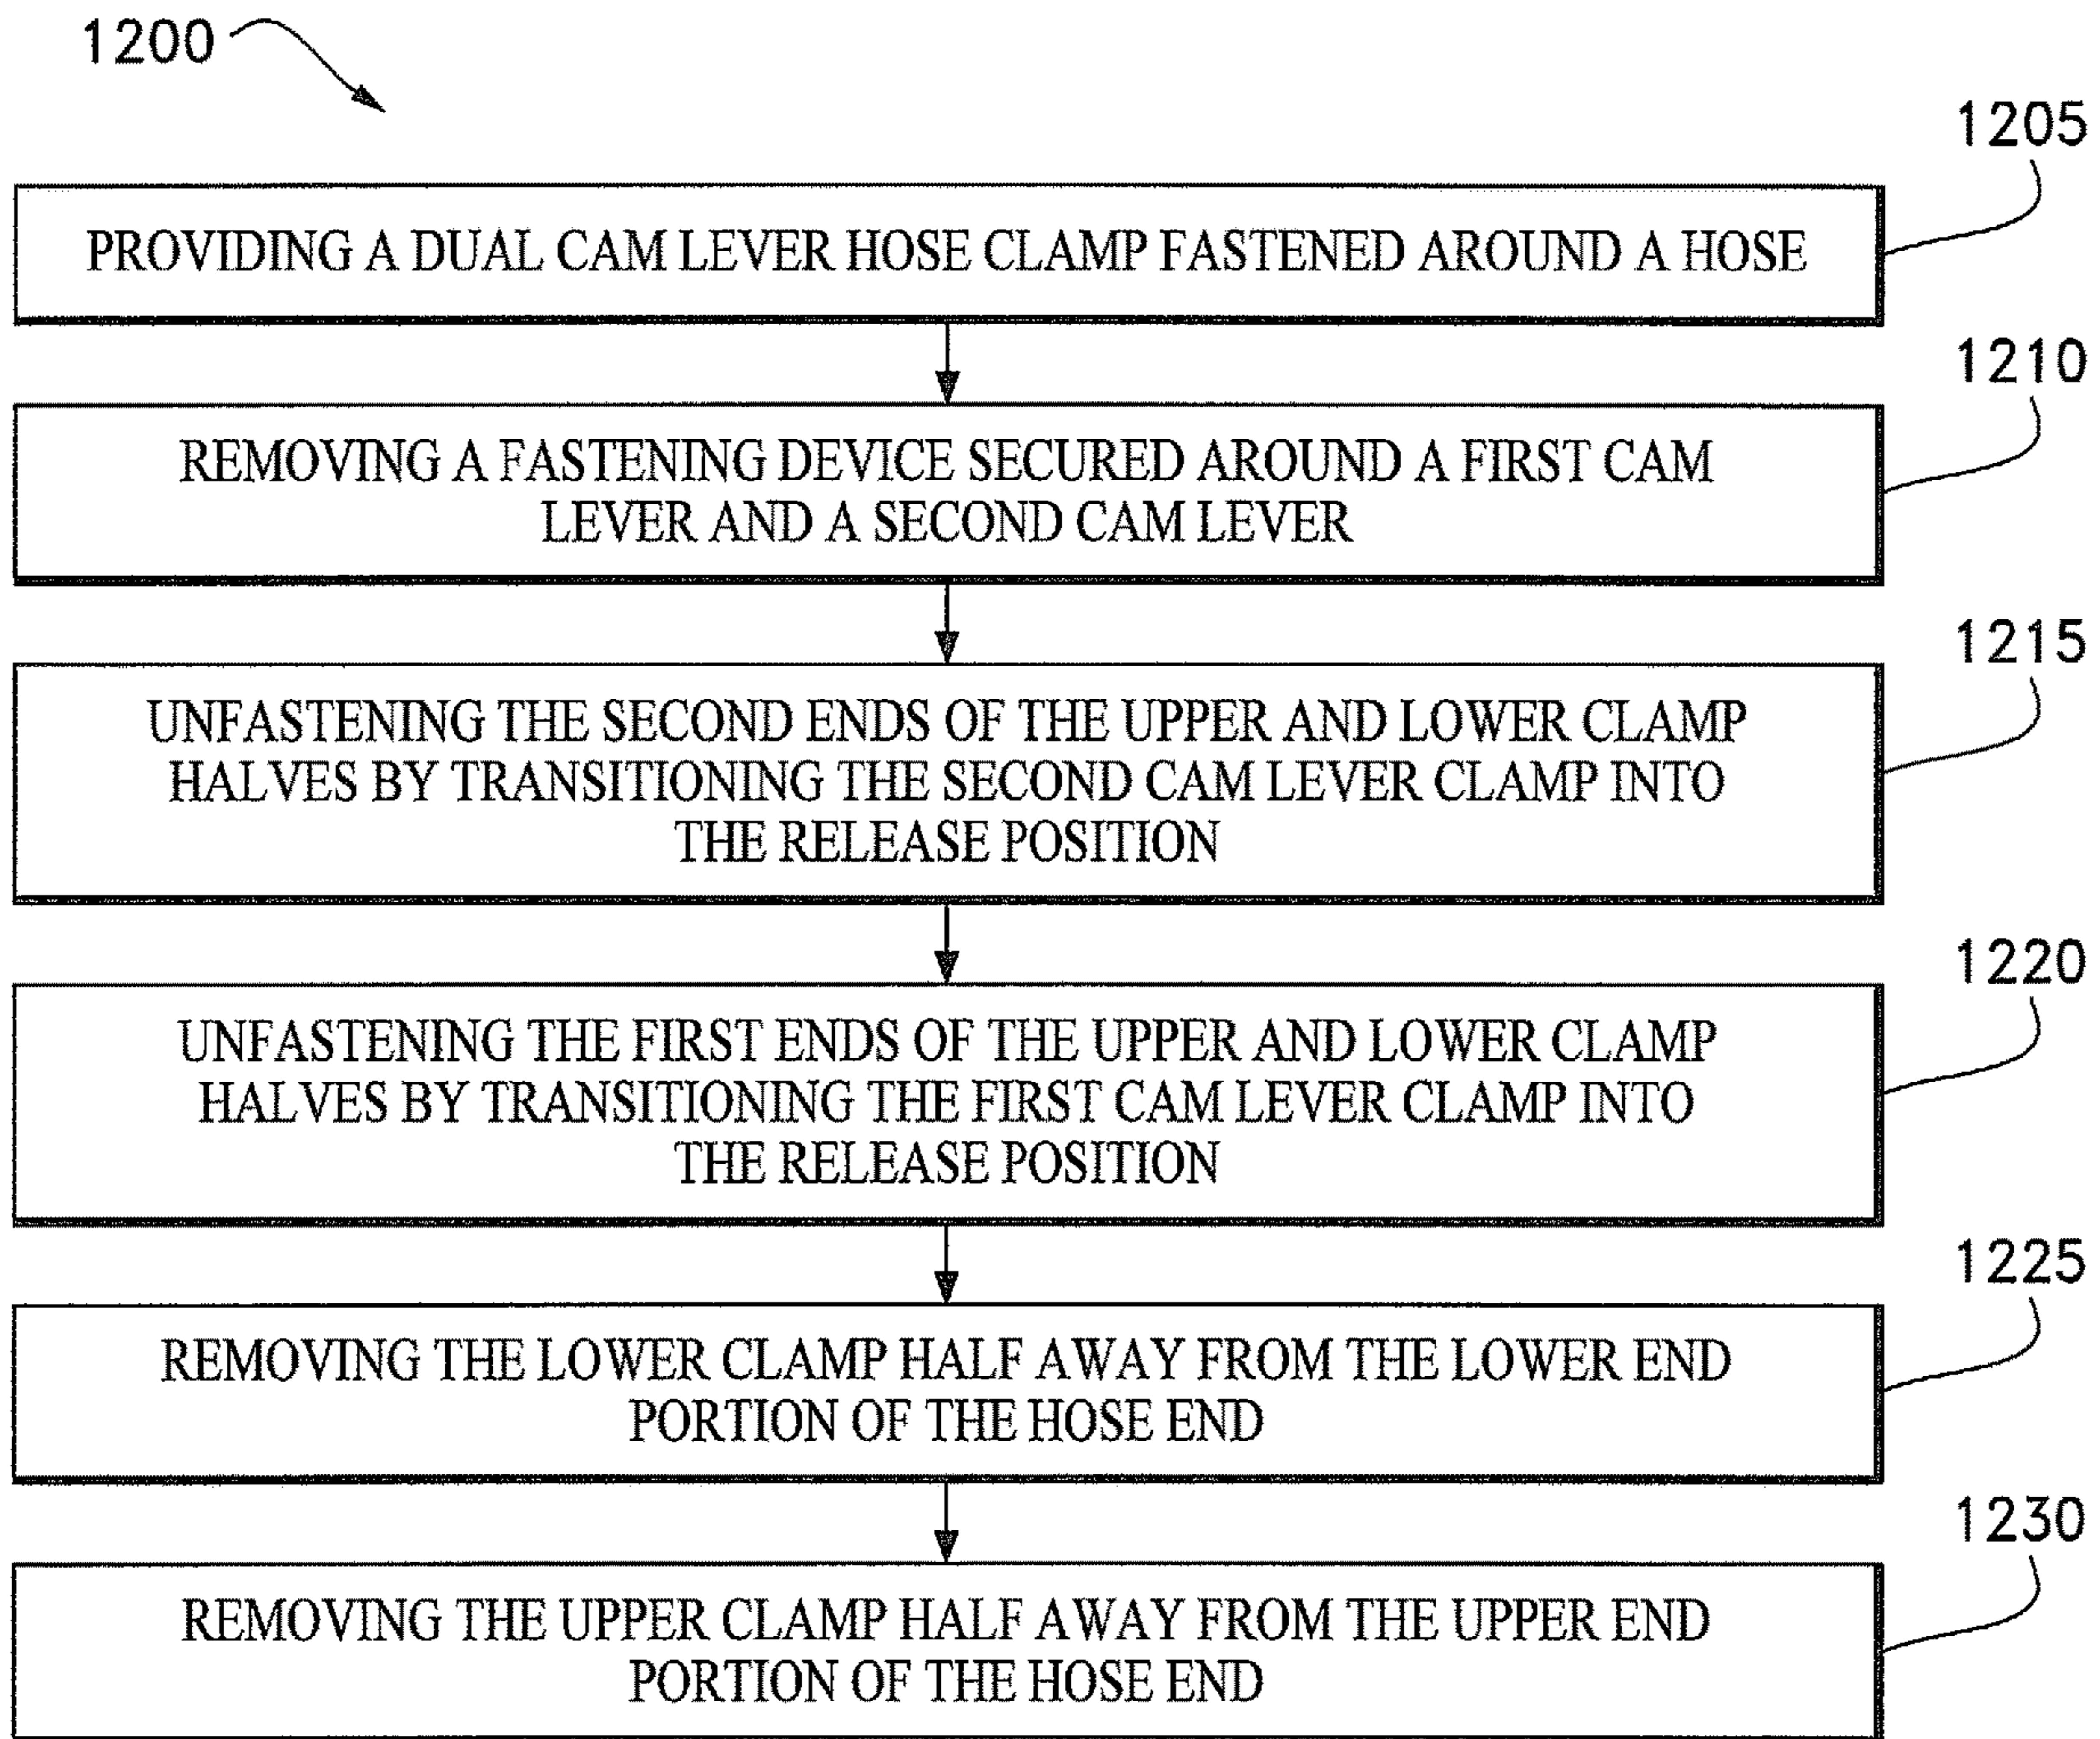 1200
1205
PROVIDING A DUAL CAM LEVER HOSE CLAMP FASTENED AROUND A HOSE
1210
REMOVING A FASTENING DEVICE SECURED AROUND A FIRST CAM
LEVER AND A SECOND CAM LEVER
1215
UNFASTENING THE SECOND ENDS OF THE UPPER AND LOWER CLAMP
HALVES BY TRANSITIONING THE SECOND CAM LEVER CLAMP INTO
THE RELEASE POSITION
1220
UNFASTENING THE FIRST ENDS OF THE UPPER AND LOWER CLAMP
HALVES BY TRANSITIONING THE FIRST CAM LEVER CLAMP INTO
THE RELEASE POSITION
1225
REMOVING THE LOWER CLAMP HALF AWAY FROM THE LOWER END
PORTION OF THE HOSE END
1230
REMOVING THE UPPER CLAMP HALF AWAY FROM THE UPPER END
PORTION OF THE HOSE END